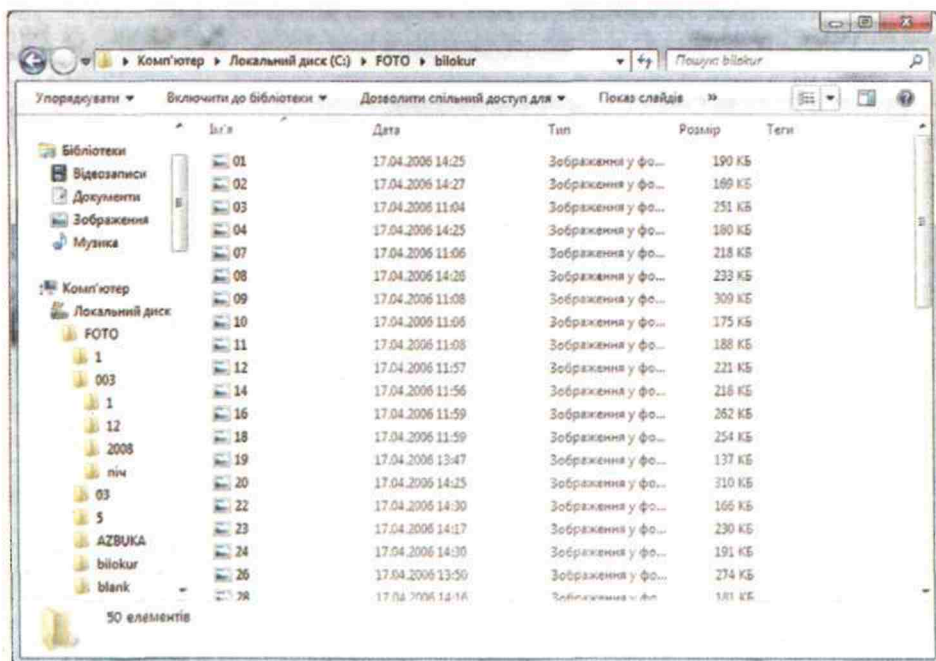 Комп'ютер ▸ Локальний диск (C:) ▸ FOTO ▸ bilokur
Пошук: bilokur
Упорядкувати Включити до бібліотеки Дозволити спільний доступ для Показ слайдів »
Бібліотеки
Відеозаписи
Документи
Зображення
Музика
Комп'ютер
Локальний диск
FOTO
1
003
1
12
2008
піч
03
5
AZBUKA
bilokur
blank
Ім'я Дата Тип Розмір Теги
01 17.04.2006 14:25 Зображення у фо... 190 КБ
02 17.04.2006 14:27 Зображення у фо... 169 КБ
03 17.04.2006 11:04 Зображення у фо... 251 КБ
04 17.04.2006 14:25 Зображення у фо... 180 КБ
07 17.04.2006 11:06 Зображення у фо... 218 КБ
08 17.04.2006 14:26 Зображення у фо... 233 КБ
09 17.04.2006 11:08 Зображення у фо... 309 КБ
10 17.04.2006 11:06 Зображення у фо... 175 КБ
11 17.04.2006 11:08 Зображення у фо... 188 КБ
12 17.04.2006 11:57 Зображення у фо... 221 КБ
14 17.04.2006 11:56 Зображення у фо... 216 КБ
16 17.04.2006 11:59 Зображення у фо... 262 КБ
18 17.04.2006 11:59 Зображення у фо... 254 КБ
19 17.04.2006 13:47 Зображення у фо... 137 КБ
20 17.04.2006 14:25 Зображення у фо... 310 КБ
22 17.04.2006 14:30 Зображення у фо... 166 КБ
23 17.04.2006 14:17 Зображення у фо... 230 КБ
24 17.04.2006 14:30 Зображення у фо... 191 КБ
26 17.04.2006 13:50 Зображення у фо... 274 КБ
28 17.04.2006 14:16 Зображення у фо... 181 КБ
50 елементів